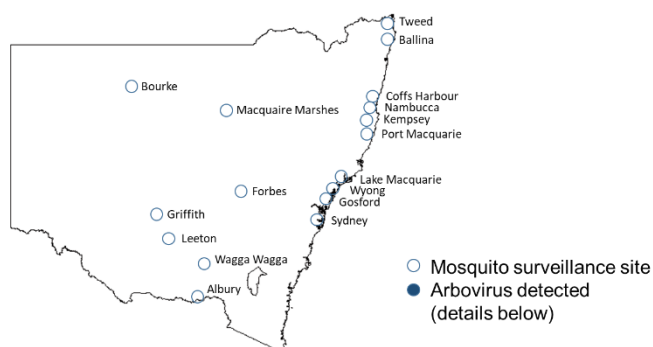 Tweed
Ballina
Bourke
Coffs Harbour
Macquaire Marshes
Nambucca
Kempsey
Port Macquarie
Lake Macquarie
Forbes
Wyong
Gosford
Griffith
Sydney
Leeton
Wagga Wagga
Mosquito surveillance site
Albury
Arbovirus detected
(details below)